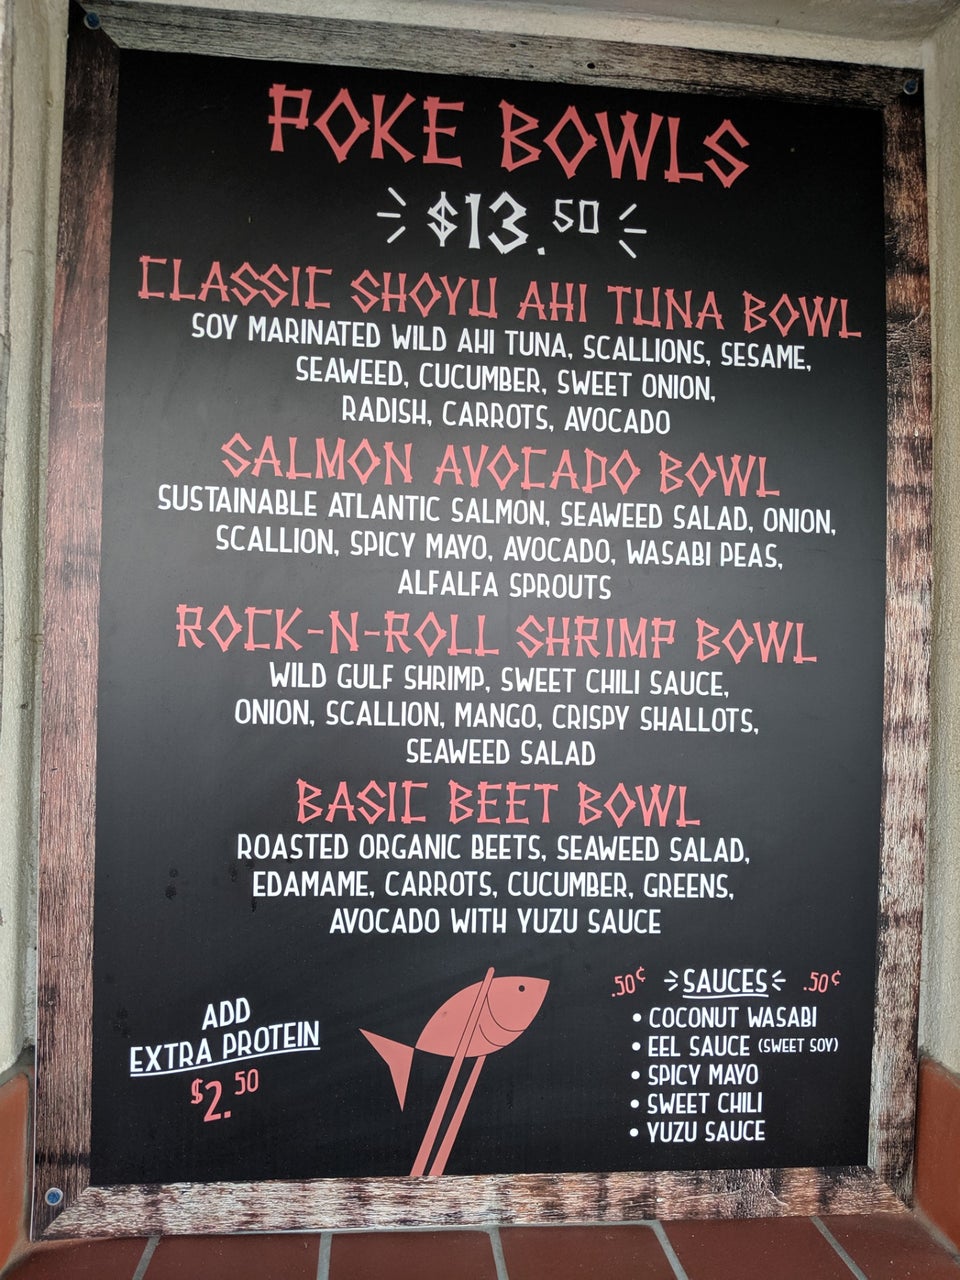 POKE BOWLS
$13.50
CLASSIC SHOYU AHI TUNA BOWL
SOY MARINATED WILD AHI TUNA, SCALLIONS, SESAME,
SEAWEED, CUCUMBER, SWEET ONION,
RADISH, CARROTS, AVOCADO
SALMON AVOCADO BOWL
SUSTAINABLE ATLANTIC SALMON, SEAWEED SALAD, ONION,
SCALLION, SPICY MAYO, AVOCADO, WASABI PEAS,
ALFALFA SPROUTS
ROCK-N-ROLL SHRIMP BOWL
WILD GULF SHRIMP, SWEET CHILI SAUCE,
ONION, SCALLION, MANGO, CRISPY SHALLOTS,
SEAWEED SALAD
BASIC BEET BOWL
ROASTED ORGANIC BEETS, SEAWEED SALAD,
EDAMAME, CARROTS, CUCUMBER, GREENS,
AVOCADO WITH YUZU SAUCE
ADD
EXTRA PROTEIN
$2.50
.50¢ SAUCES .50¢
• COCONUT WASABI
• EEL SAUCE (SWEET SOY)
• SPICY MAYO
• SWEET CHILI
• YUZU SAUCE